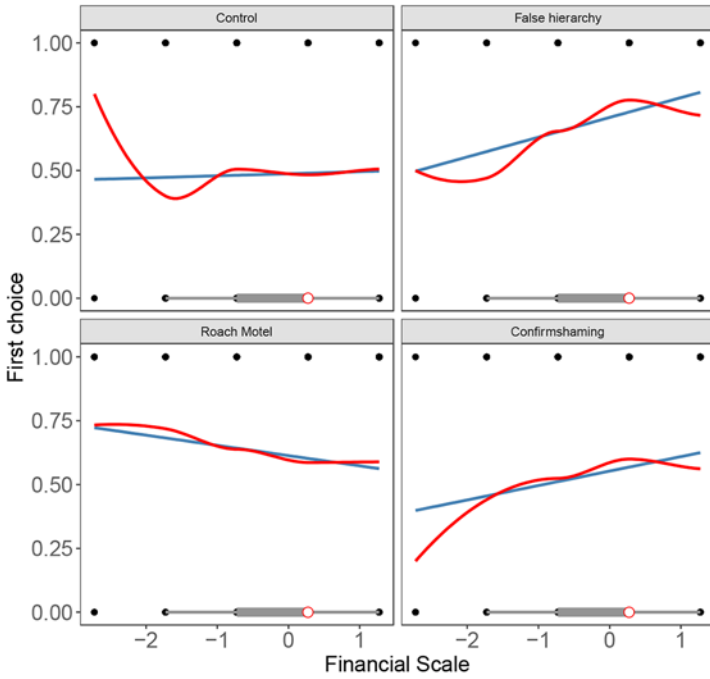 Control
False hierarchy
1.00
0.75
0.50
0.25
0.00
Roach Motel
Confirmshaming
1.00
0.75
0.50
0.25
0.00
First choice
−2 −1 0 1
−2 −1 0 1
Financial Scale